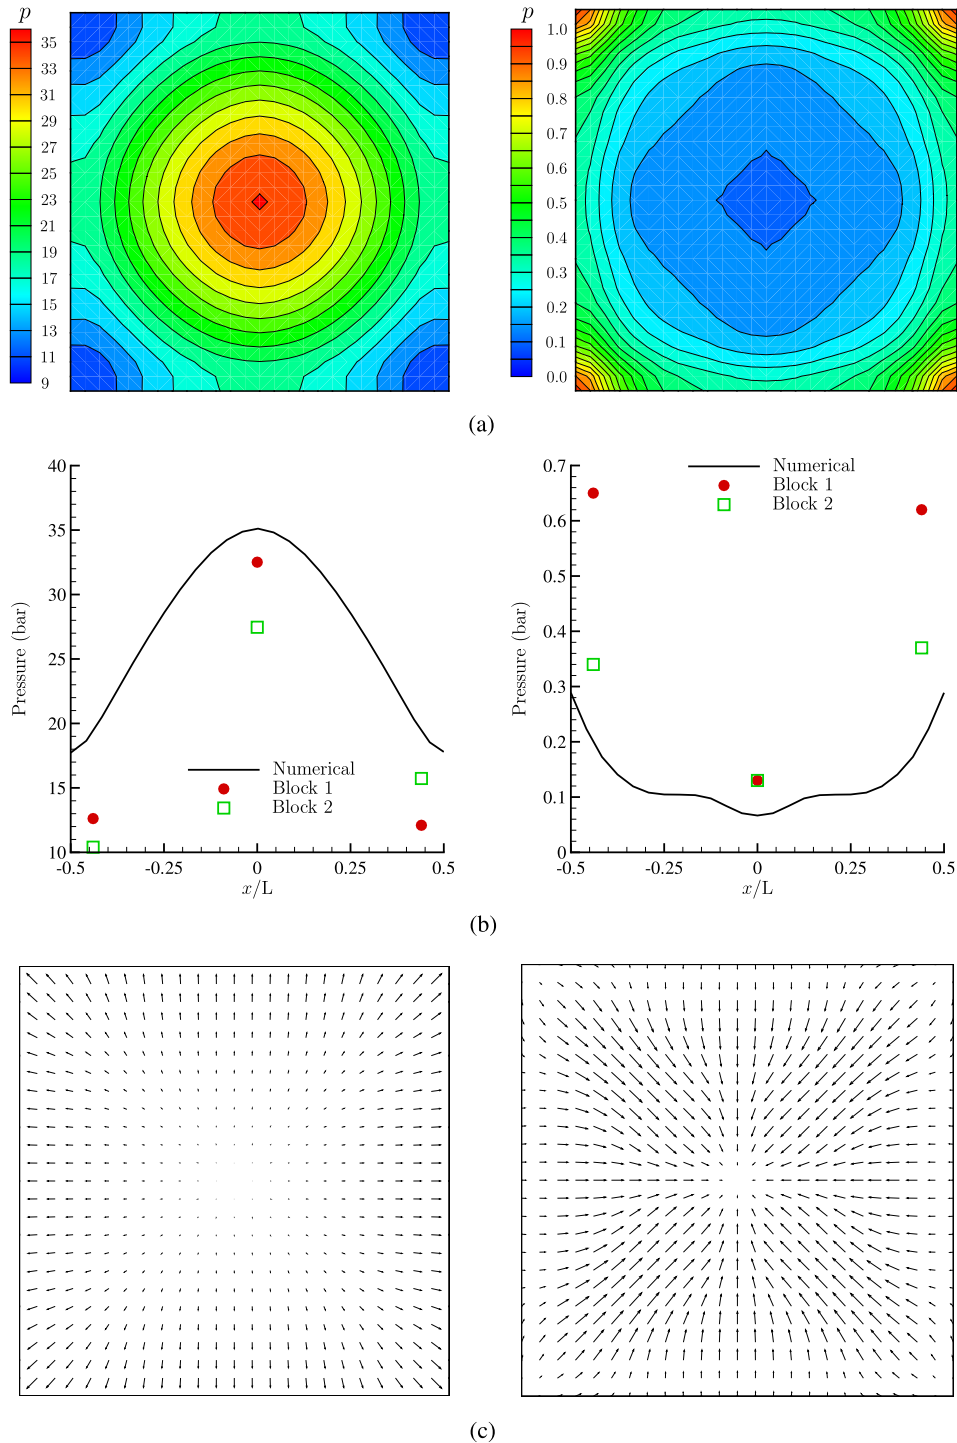 p
35
33
31
29
27
25
23
21
19
17
15
13
11
9
p
1.0
0.9
0.8
0.7
0.6
0.5
0.4
0.3
0.2
0.1
0.0
(a)
40
35
30
25
20
15
10
Pressure (bar)
Numerical
Block 1
Block 2
-0.5 -0.25 0 0.25 0.5
x/L
0.7
0.6
0.5
0.4
0.3
0.2
0.1
0
Pressure (bar)
Numerical
Block 1
Block 2
-0.5 -0.25 0 0.25 0.5
x/L
(b)
(c)